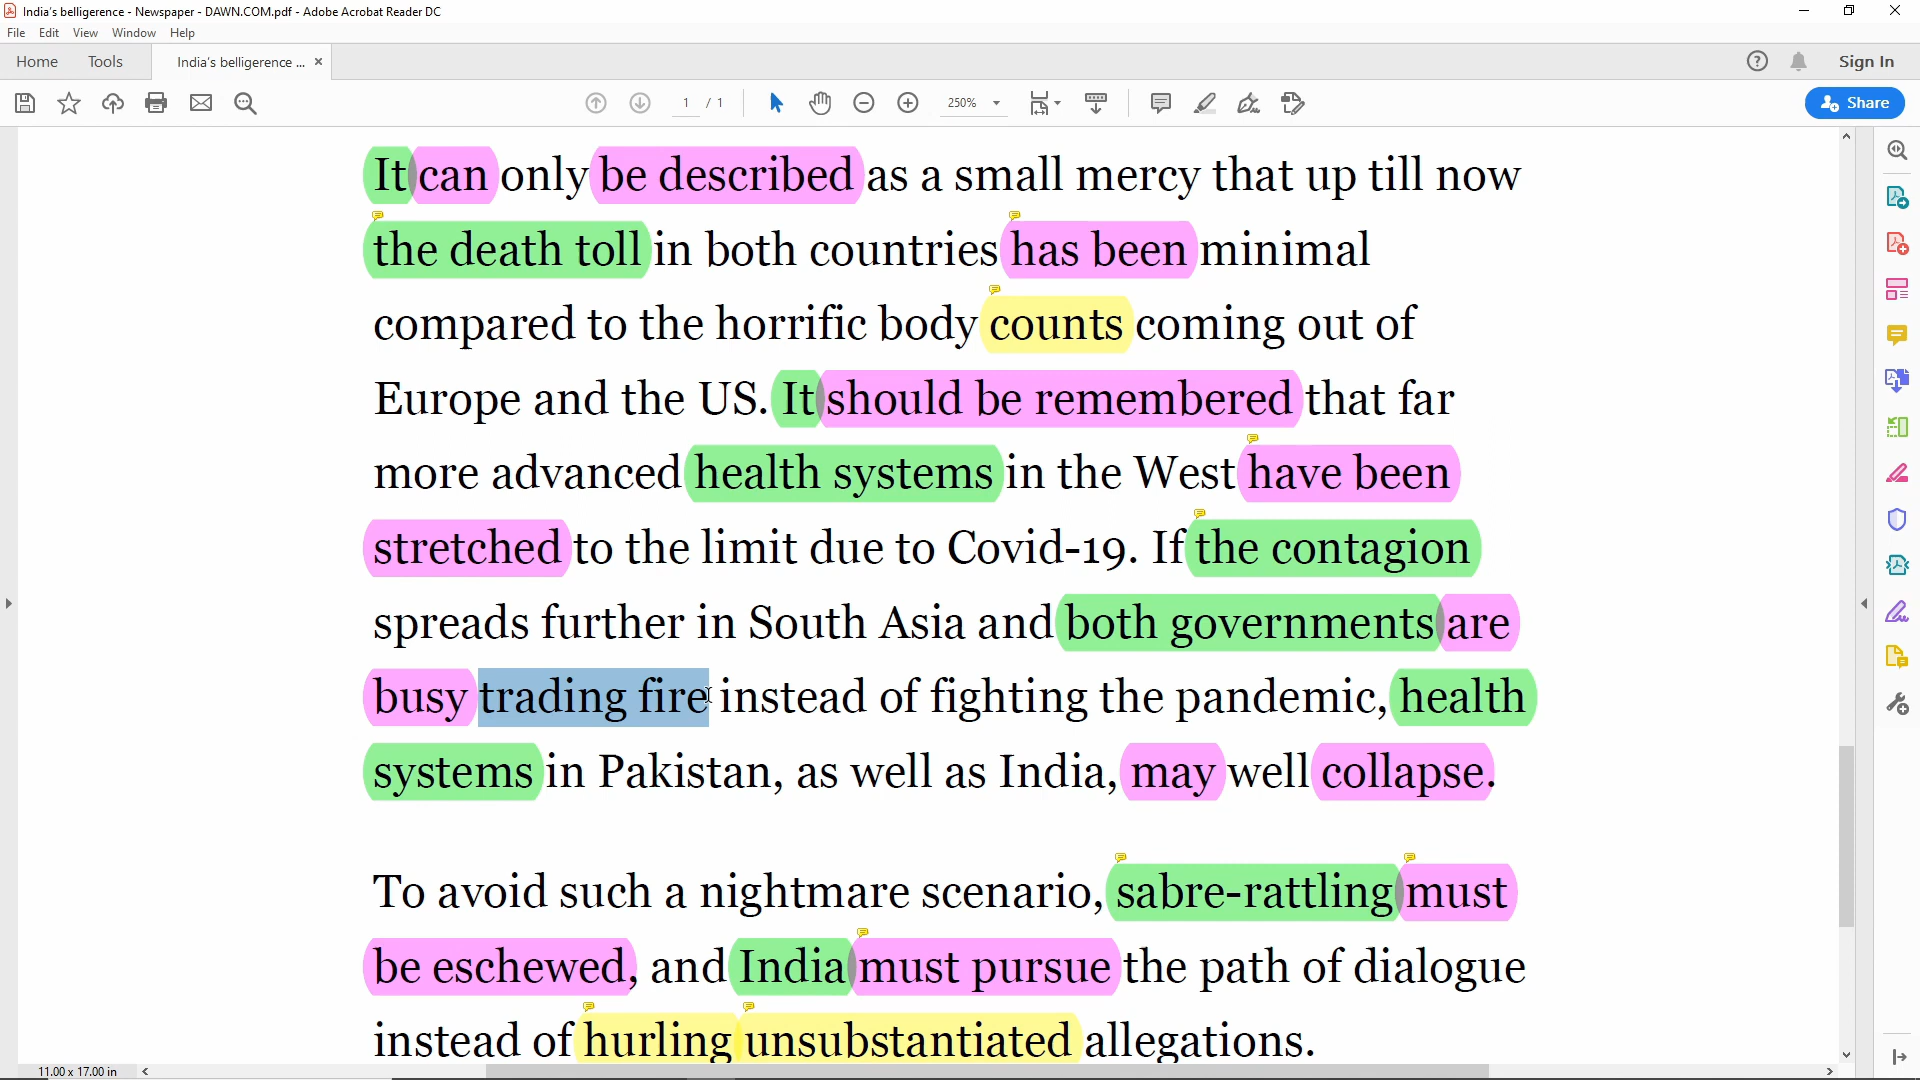 India's belligerence - Newspaper - DAWN.COM.pdf - Adobe Acrobat Reader DC
File Edit View Window Help
Home Tools India's belligerence ... × Sign In
1 / 1 250% Share
It can only be described as a small mercy that up till now
the death toll in both countries has been minimal
compared to the horrific body counts coming out of
Europe and the US. It should be remembered that far
more advanced health systems in the West have been
stretched to the limit due to Covid-19. If the contagion
spreads further in South Asia and both governments are
busy trading fire instead of fighting the pandemic, health
systems in Pakistan, as well as India, may well collapse.
To avoid such a nightmare scenario, sabre-rattling must
be eschewed, and India must pursue the path of dialogue
instead of hurling unsubstantiated allegations.
11.00 x 17.00 in